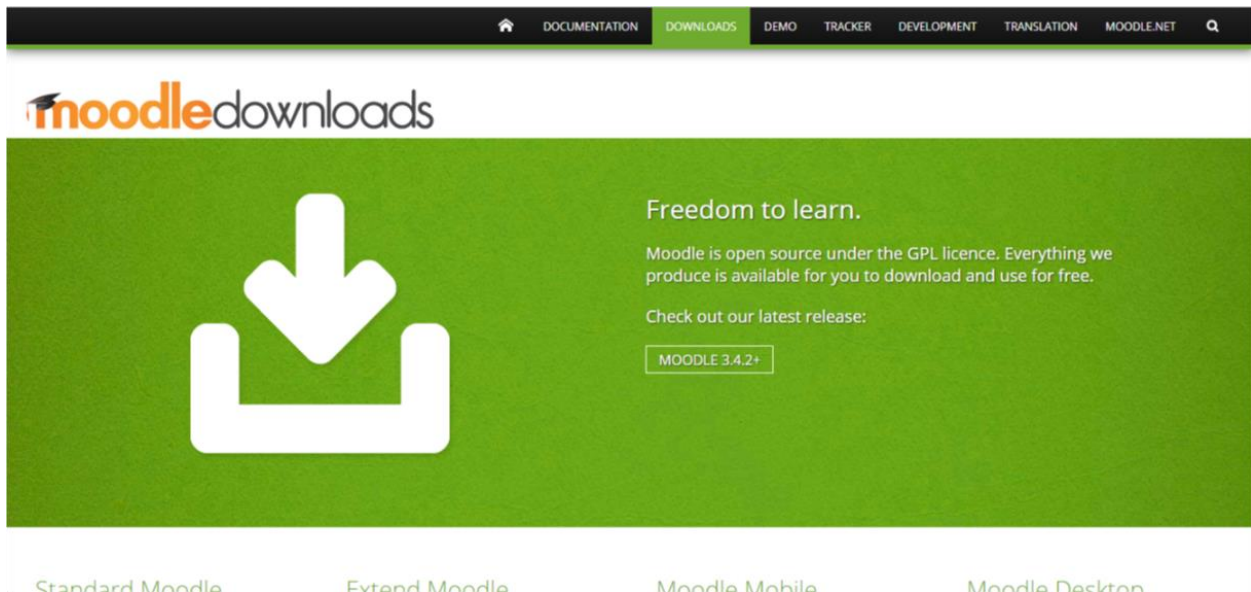 DOCUMENTATION DOWNLOADS DEMO TRACKER DEVELOPMENT TRANSLATION MOODLE.NET
moodledownloads
Freedom to learn.
Moodle is open source under the GPL licence. Everything we
produce is available for you to download and use for free.
Check out our latest release:
MOODLE 3.4.2+
Standard Moodle Extend Moodle Moodle Mobile Moodle Desktop